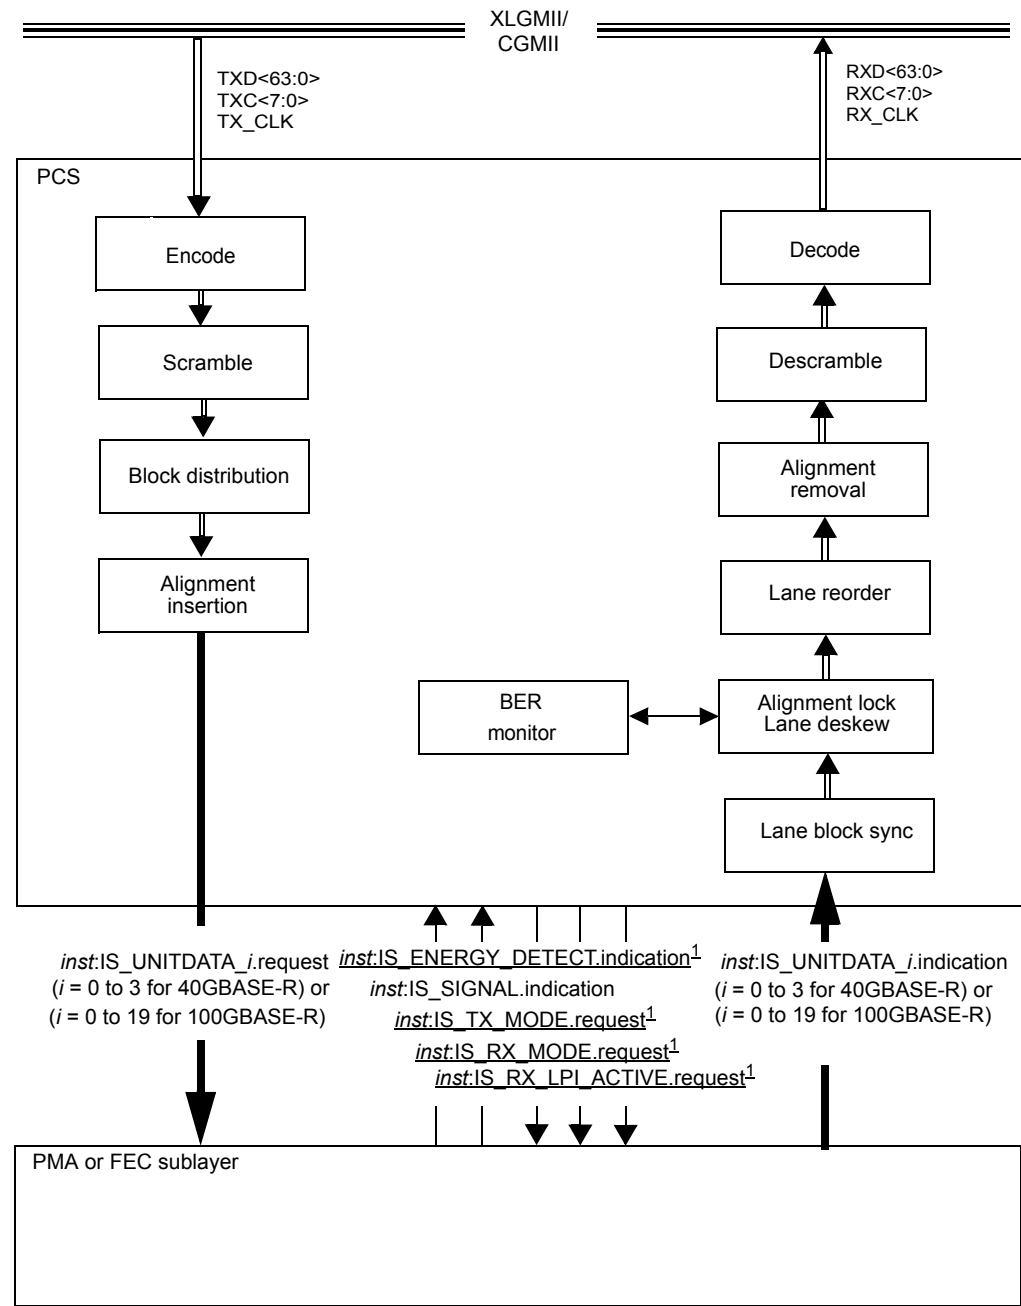 XLGMII/
CGMII
TXD<63:0>
TXC<7:0>
TX_CLK
RXD<63:0>
RXC<7:0>
RX_CLK
PCS
Encode
Scramble
Block distribution
Alignment
insertion
Decode
Descramble
Alignment
removal
Lane reorder
Alignment lock
Lane deskew
BER
monitor
Lane block sync
inst:IS_UNITDATA_i.request
(i = 0 to 3 for 40GBASE-R) or
(i = 0 to 19 for 100GBASE-R)
inst:IS_ENERGY_DETECT.indication1
inst:IS_SIGNAL.indication
inst:IS_TX_MODE.request1
inst:IS_RX_MODE.request1
inst:IS_RX_LPI_ACTIVE.request1
inst:IS_UNITDATA_i.indication
(i = 0 to 3 for 40GBASE-R) or
(i = 0 to 19 for 100GBASE-R)
PMA or FEC sublayer